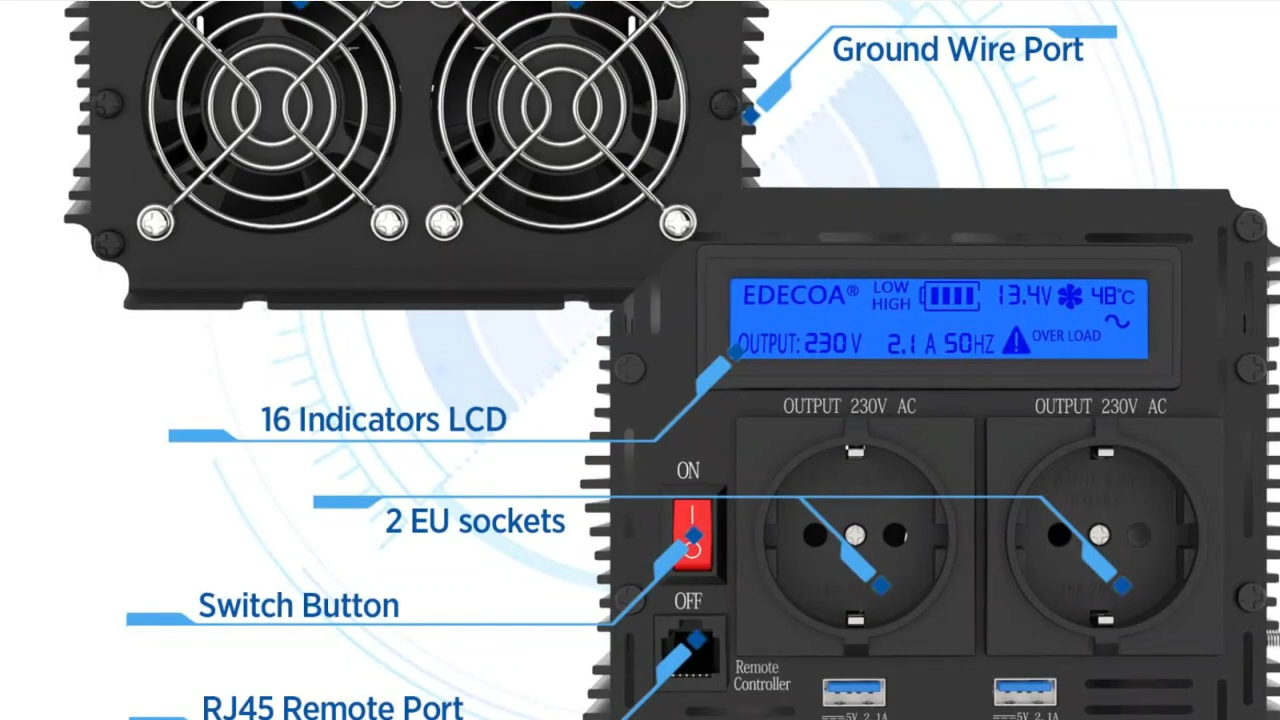 Ground Wire Port
EDECOA® LOW HIGH 13.4V 48°C
OUTPUT: 230V 2.1A 50HZ OVER LOAD
16 Indicators LCD
OUTPUT 230V AC
OUTPUT 230V AC
ON
2 EU sockets
Switch Button
OFF
Remote
Controller
RJ45 Remote Port
5V 2.1A
5V 2.1A